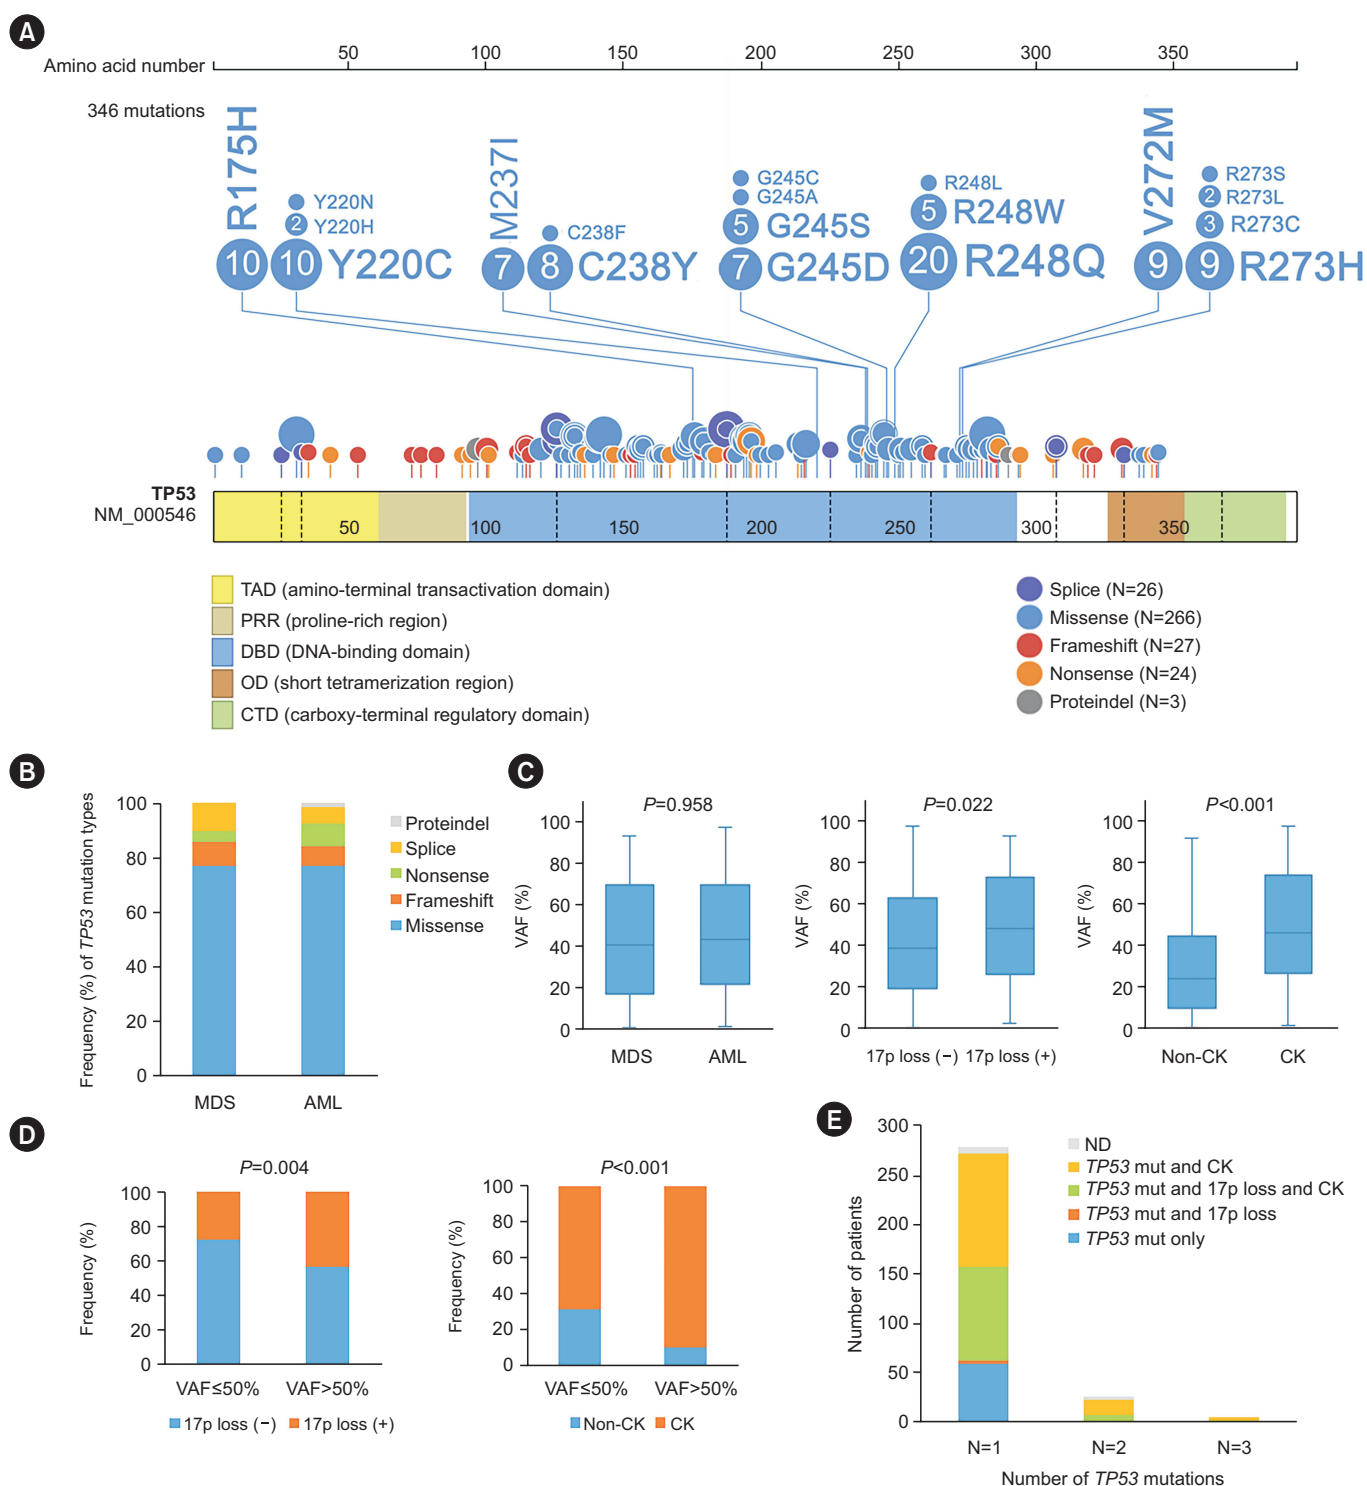 A
Amino acid number
50 100 150 200 250 300 350
346 mutations
R175H
10
Y220N
2 Y220H
10 Y220C
M237I
7
C238F
8 C238Y
G245C
G245A
5 G245S
7 G245D
R248L
5 R248W
20 R248Q
V272M
9
R273S
2 R273L
3 R273C
9 R273H
TP53
NM_000546
50 100 150 200 250 300 350
TAD (amino-terminal transactivation domain)
PRR (proline-rich region)
DBD (DNA-binding domain)
OD (short tetramerization region)
CTD (carboxy-terminal regulatory domain)
Splice (N=26)
Missense (N=266)
Frameshift (N=27)
Nonsense (N=24)
Proteindel (N=3)
B
Frequency (%) of TP53 mutation types
100
80
60
40
20
0
MDS AML
Proteindel
Splice
Nonsense
Frameshift
Missense
C
P=0.958
VAF (%)
100
80
60
40
20
0
MDS AML
P=0.022
VAF (%)
100
80
60
40
20
0
17p loss (−) 17p loss (+)
P<0.001
VAF (%)
100
80
60
40
20
0
Non-CK CK
D
P=0.004
Frequency (%)
100
80
60
40
20
0
VAF≤50% VAF>50%
17p loss (−) 17p loss (+)
P<0.001
Frequency (%)
100
80
60
40
20
0
VAF≤50% VAF>50%
Non-CK CK
E
Number of patients
300
250
200
150
100
50
0
ND
TP53 mut and CK
TP53 mut and 17p loss and CK
TP53 mut and 17p loss
TP53 mut only
N=1 N=2 N=3
Number of TP53 mutations